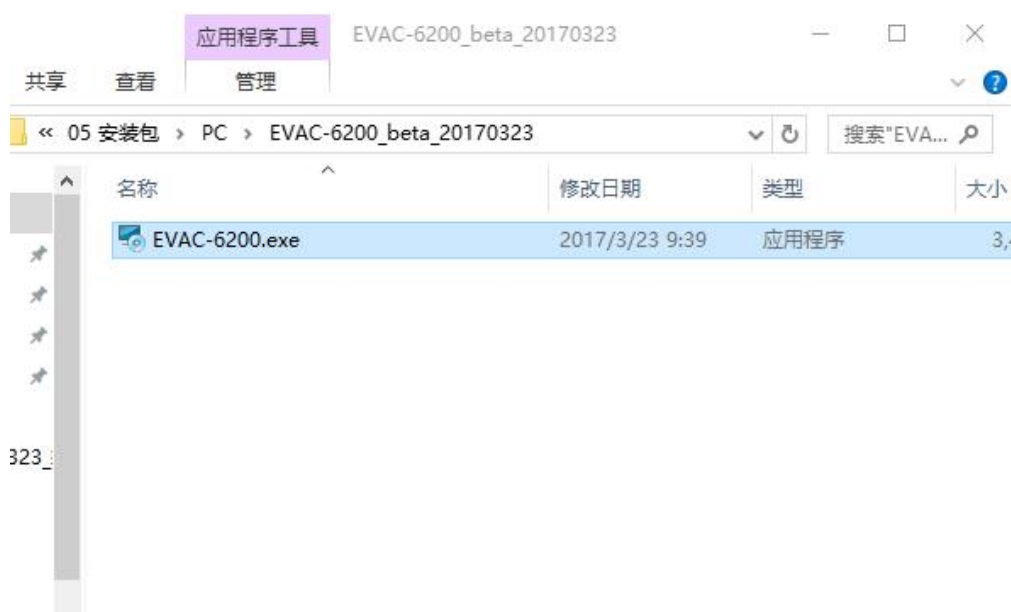 应用程序工具 EVAC-6200_beta_20170323
共享 查看 管理
« 05 安装包 › PC › EVAC-6200_beta_20170323 搜索"EVA...
名称 修改日期 类型 大小
EVAC-6200.exe 2017/3/23 9:39 应用程序 3,
323_